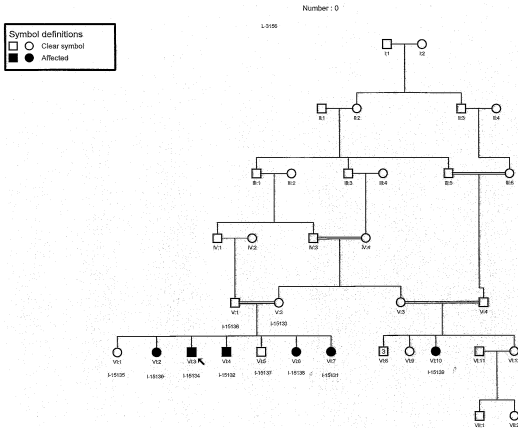 Number : 0
L-3156
Symbol definitions
Clear symbol
Affected
I:1 I:2
II:1 II:2 II:3 II:4
III:1 III:2 III:3 III:4 III:5 III:6
IV:1 IV:2 IV:3 IV:4
V:1 V:3 V:3 V:4
I-15136 I-15133
3
VI:1 VI:2 VI:3 VI:4 VI:5 VI:6 VI:7 VI:8 VI:9 VI:10 VI:11
I-15135 I-15134 I-15132 I-15137 I-15138 I-15131 I-15139
VII:1